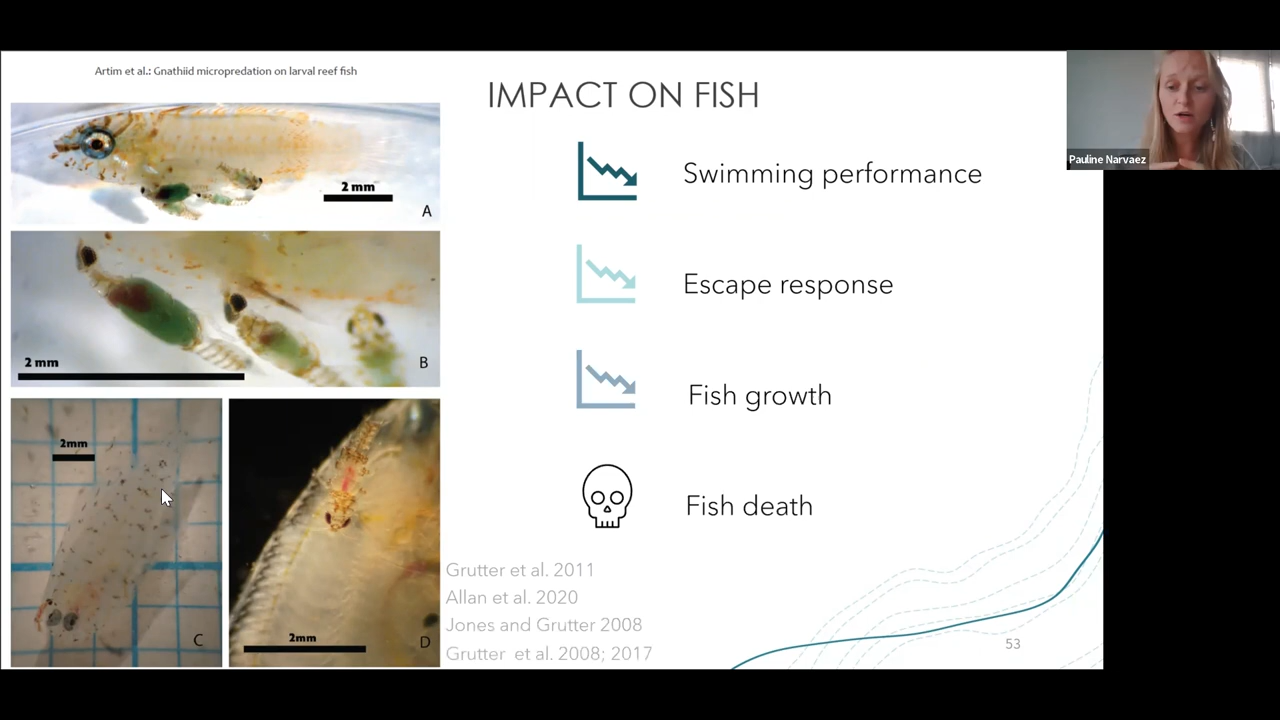 Artim et al.: Gnathiid micropredation on larval reef fish
IMPACT ON FISH
Pauline Narvaez
2 mm
A
Swimming performance
2 mm
B
Escape response
2mm
C
2mm
D
Fish growth
Fish death
Grutter et al. 2011
Allan et al. 2020
Jones and Grutter 2008
Grutter et al. 2008; 2017
53